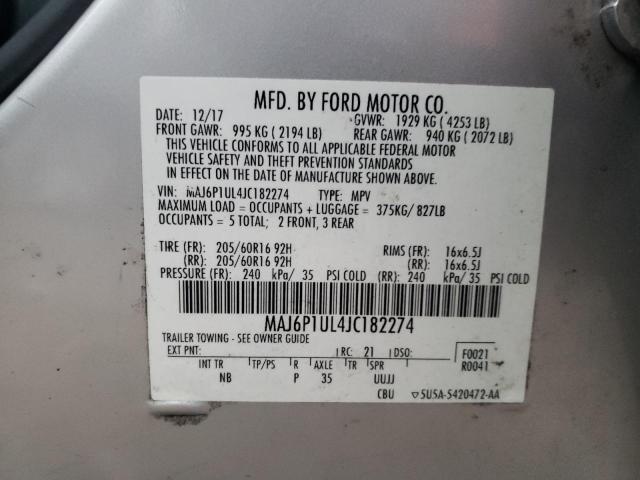 MFD. BY FORD MOTOR CO.
DATE: 12/17 GVWR: 1929 KG ( 4253 LB)
FRONT GAWR: 995 KG ( 2194 LB) REAR GAWR: 940 KG ( 2072 LB)
THIS VEHICLE CONFORMS TO ALL APPLICABLE FEDERAL MOTOR
VEHICLE SAFETY AND THEFT PREVENTION STANDARDS
IN EFFECT ON THE DATE OF MANUFACTURE SHOWN ABOVE.
VIN: MAJ6P1UL4JC182274 TYPE: MPV
MAXIMUM LOAD = OCCUPANTS + LUGGAGE = 375KG/ 827LB
OCCUPANTS = 5 TOTAL; 2 FRONT, 3 REAR
TIRE (FR): 205/60R16 92H RIMS (FR): 16x6.5J
(RR): 205/60R16 92H (RR): 16x6.5J
PRESSURE (FR): 240 kPa/ 35 PSI COLD (RR): 240 kPa/ 35 PSI COLD
MAJ6P1UL4JC182274
TRAILER TOWING - SEE OWNER GUIDE
EXT PNT: RC: 21 DSO: F0021
INT TR TP/PS R AXLE TR SPR R0041
NB P 35 UUJJ
CBU ▽5U5A-5420472-AA